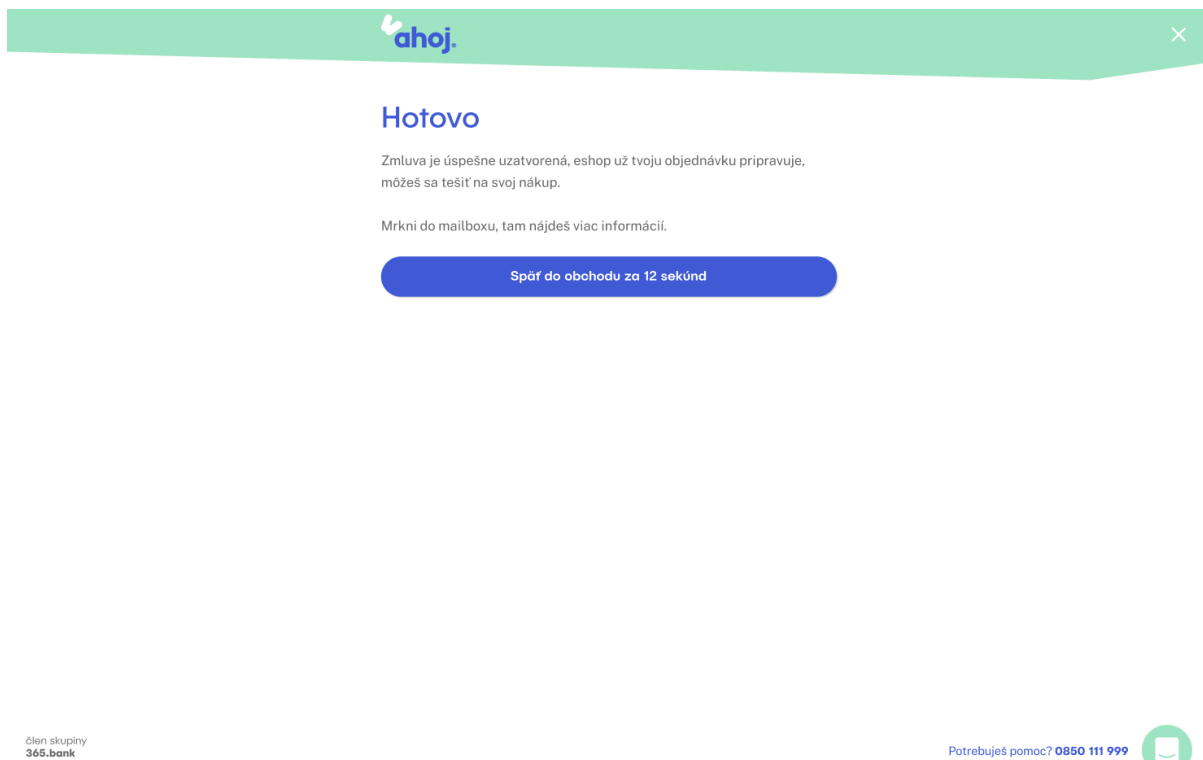 ahoj.
Hotovo
Zmluva je úspešne uzatvorená, eshop už tvoju objednávku pripravuje,
môžeš sa tešiť na svoj nákup.
Mrkni do mailboxu, tam nájdeš viac informácií.
Späť do obchodu za 12 sekúnd
člen skupiny
365.bank
Potrebuješ pomoc? 0850 111 999